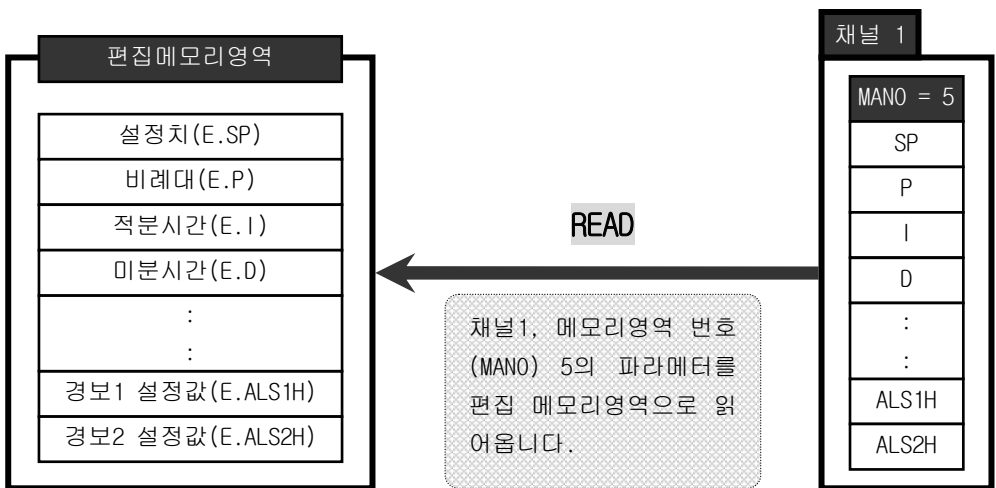 편집메모리영역
설정치(E.SP)
비례대(E.P)
적분시간(E.I)
미분시간(E.D)
:
:
경보1 설정값(E.ALS1H)
경보2 설정값(E.ALS2H)
READ
채널1, 메모리영역 번호
(MANO) 5의 파라메터를
편집 메모리영역으로 읽
어옵니다.
채널 1
MANO = 5
SP
P
I
D
:
:
ALS1H
ALS2H